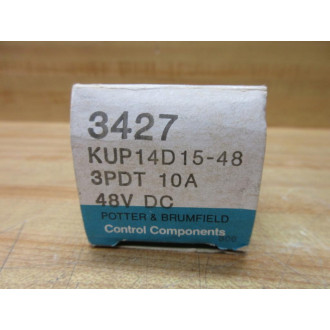 3427
KUP14D15-48
3PDT 10A
48V DC
POTTER & BRUMFIELD
Control Components